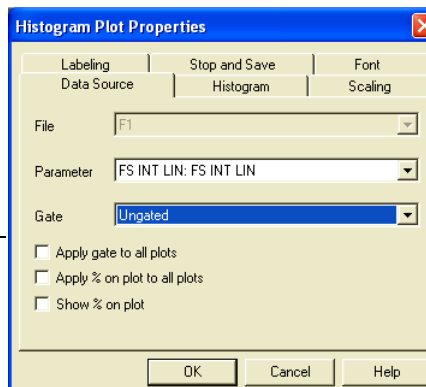 Histogram Plot Properties
Labeling Stop and Save Font
Data Source Histogram Scaling
File F1
Parameter FS INT LIN: FS INT LIN
Gate Ungated
Apply gate to all plots
Apply % on plot to all plots
Show % on plot
OK Cancel Help